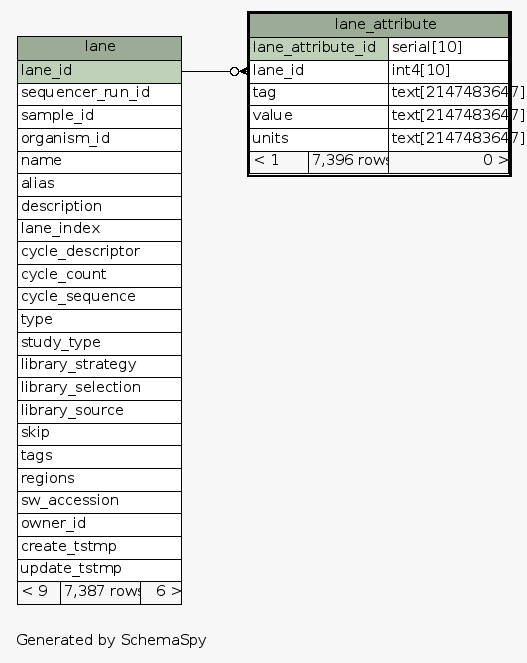 lane
lane_id
sequencer_run_id
sample_id
organism_id
name
alias
description
lane_index
cycle_descriptor
cycle_count
cycle_sequence
type
study_type
library_strategy
library_selection
library_source
skip
tags
regions
sw_accession
owner_id
create_tstmp
update_tstmp
< 9 7,387 rows 6 >
lane_attribute
lane_attribute_id serial[10]
lane_id int4[10]
tag text[2147483647]
value text[2147483647]
units text[2147483647]
< 1 7,396 rows 0 >
Generated by SchemaSpy